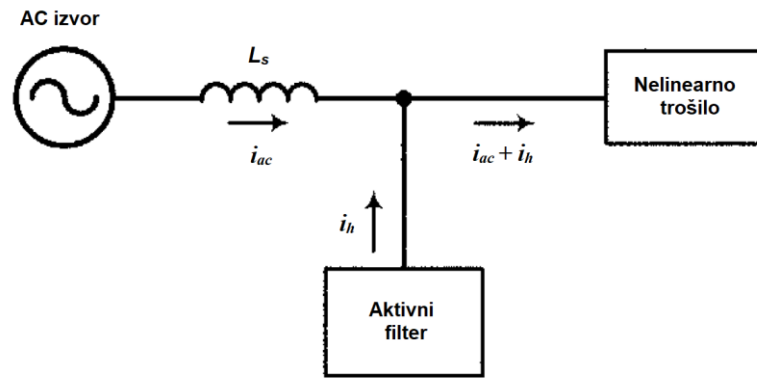 AC izvor
Ls
iac
Nelinearno
trošilo
iac + ih
ih
Aktivni
filter